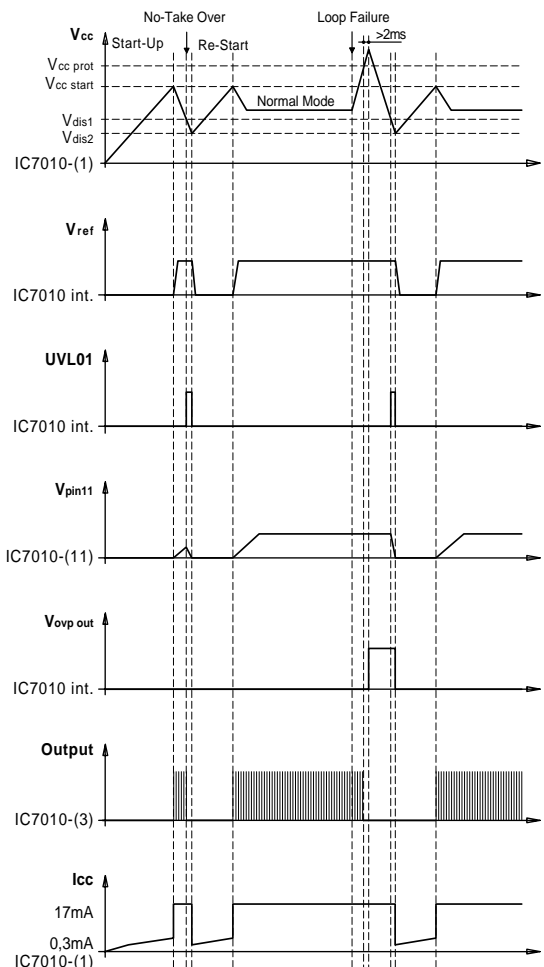 No-Take Over
Loop Failure
>2ms
Vcc
Start-Up
Re-Start
Vcc prot
Vcc start
Normal Mode
Vdis1
Vdis2
IC7010-(1)
Vref
IC7010 int.
UVL01
IC7010 int.
Vpin11
IC7010-(11)
Vovp out
IC7010 int.
Output
IC7010-(3)
Icc
17mA
0,3mA
IC7010-(1)